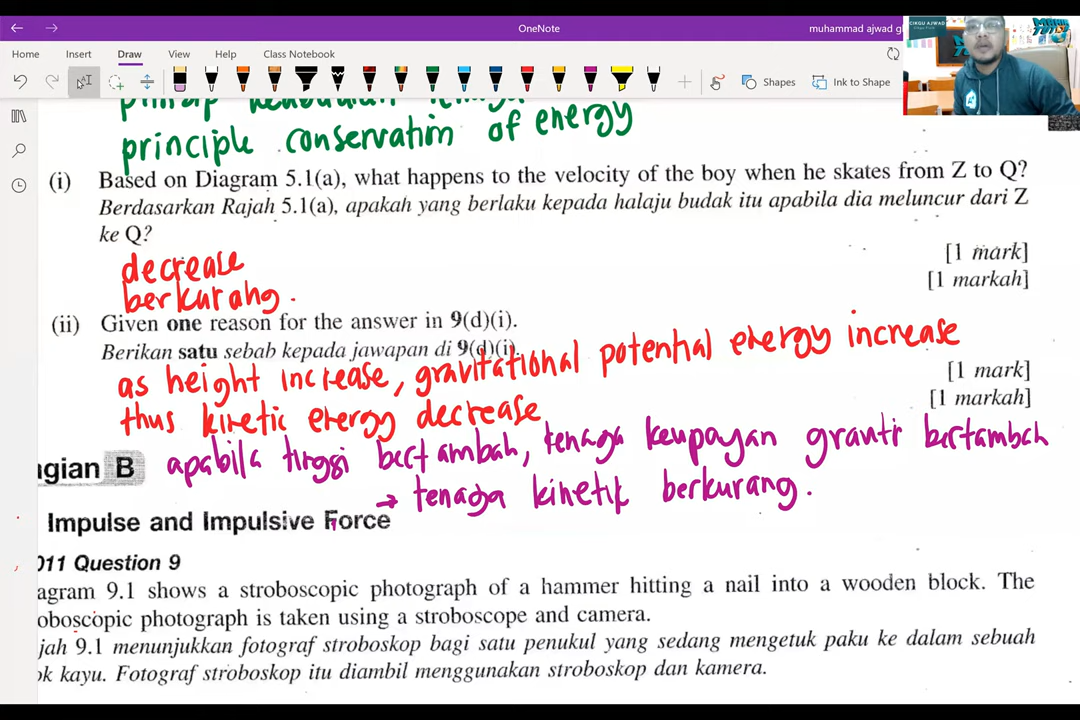 OneNote
muhammad ajwad
CIKGU AJWAD
Home Insert Draw View Help Class Notebook
Shapes Ink to Shape
prinsip keabadian
principle conservation of energy
(i) Based on Diagram 5.1(a), what happens to the velocity of the boy when he skates from Z to Q?
Berdasarkan Rajah 5.1(a), apakah yang berlaku kepada halaju budak itu apabila dia meluncur dari Z
ke Q?
[1 mark]
[1 markah]
decrease
berkurang.
(ii) Given one reason for the answer in 9(d)(i).
Berikan satu sebab kepada jawapan di 9(d)(i).
[1 mark]
[1 markah]
as height increase, gravitational potential energy increase
thus kinetic energy decrease
gian B
apabila tinggi bertambah, tenaga keupayan graviti bertambah
→ tenaga kinetik berkurang.
Impulse and Impulsive Force
011 Question 9
agram 9.1 shows a stroboscopic photograph of a hammer hitting a nail into a wooden block. The
oboscopic photograph is taken using a stroboscope and camera.
jah 9.1 menunjukkan fotograf stroboskop bagi satu penukul yang sedang mengetuk paku ke dalam sebuah
ok kayu. Fotograf stroboskop itu diambil menggunakan stroboskop dan kamera.